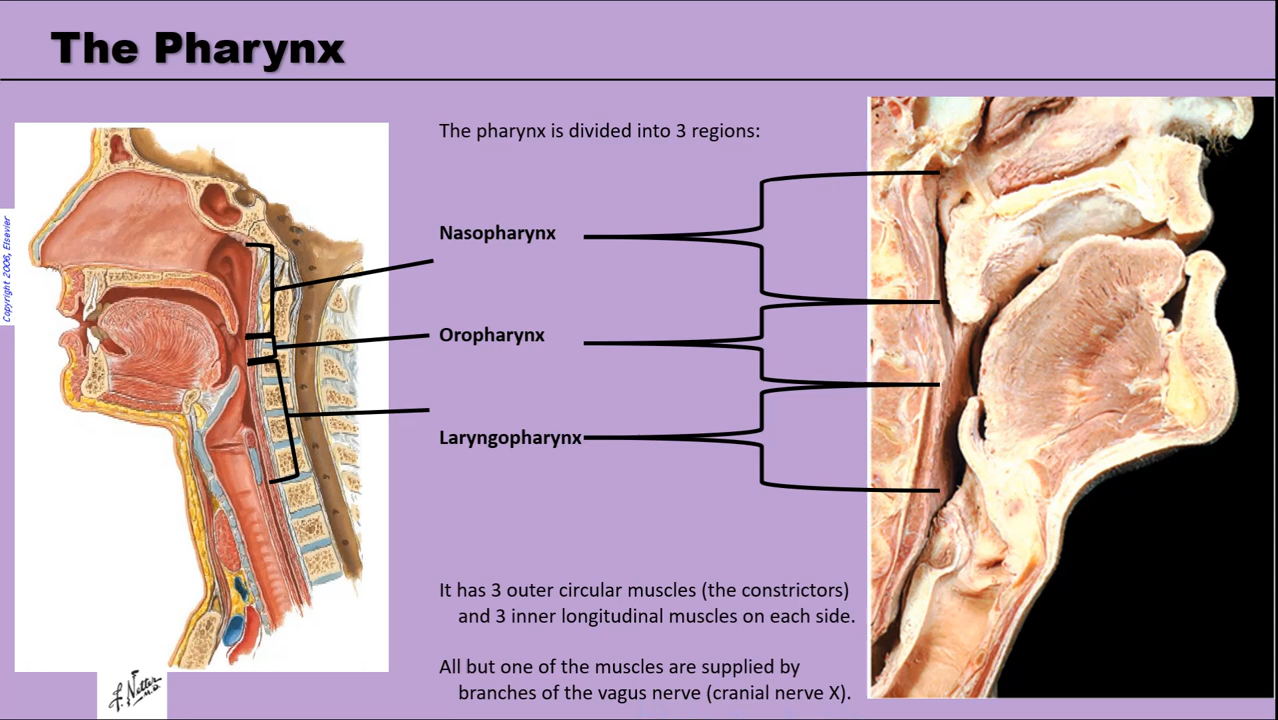 The Pharynx
Copyright 2006, Elsevier
The pharynx is divided into 3 regions:
Nasopharynx
Oropharynx
Laryngopharynx
It has 3 outer circular muscles (the constrictors)
and 3 inner longitudinal muscles on each side.
All but one of the muscles are supplied by
branches of the vagus nerve (cranial nerve X).
F. Netter
M.D.